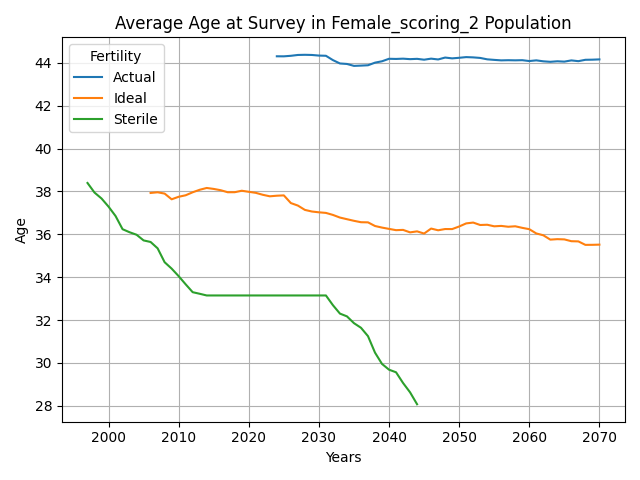 Average Age at Survey in Female_scoring_2 Population
Fertility
Actual
Ideal
Sterile
Age
44
42
40
38
36
34
32
30
28
2000 2010 2020 2030 2040 2050 2060 2070
Years